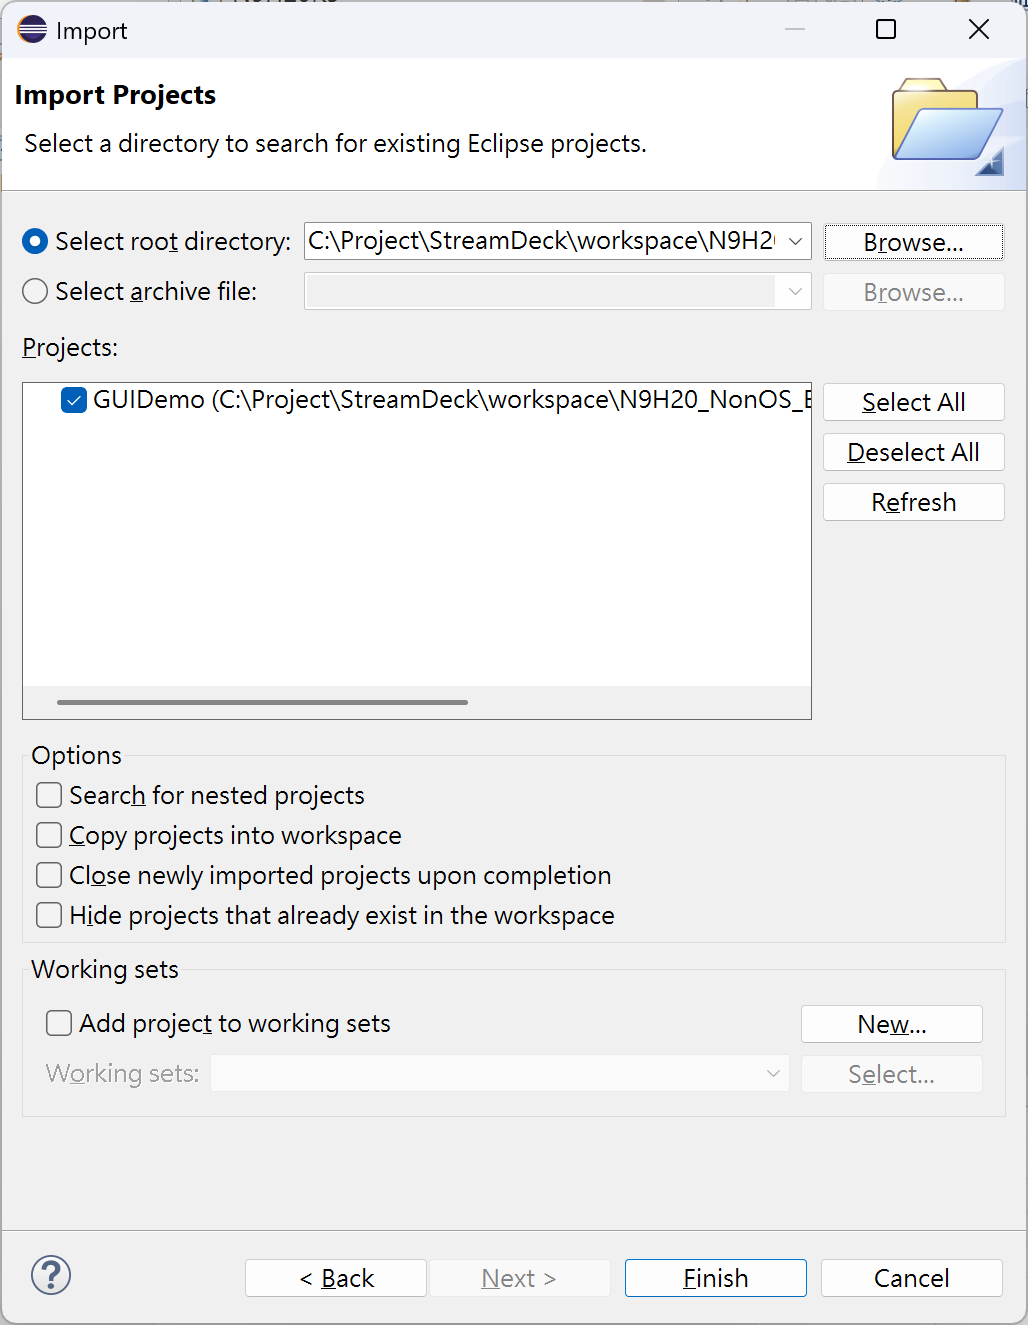 Import
Import Projects
Select a directory to search for existing Eclipse projects.
Select root directory: C:\Project\StreamDeck\workspace\N9H20 Browse...
Select archive file: Browse...
Projects:
GUIDemo (C:\Project\StreamDeck\workspace\N9H20_NonOS_
Select All
Deselect All
Refresh
Options
Search for nested projects
Copy projects into workspace
Close newly imported projects upon completion
Hide projects that already exist in the workspace
Working sets
Add project to working sets New...
Working sets: Select...
? < Back Next > Finish Cancel